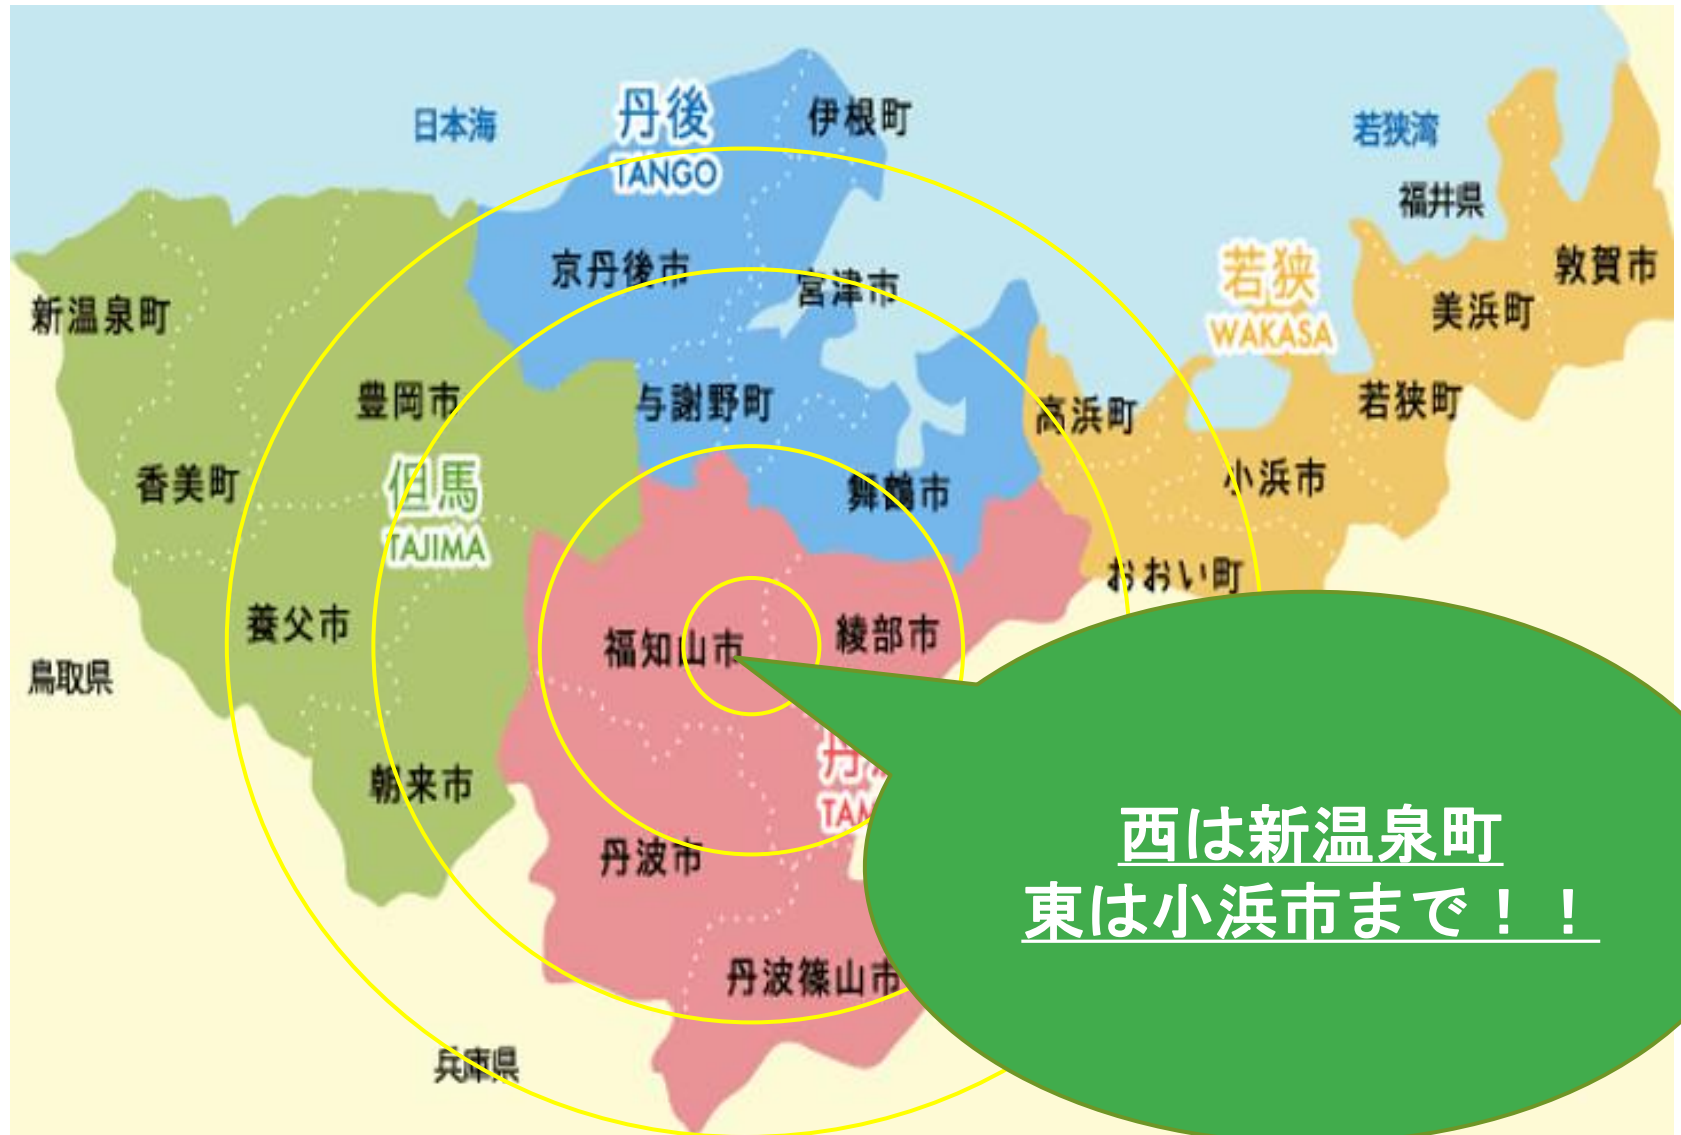 丹後
TANGO
伊根町
日本海
若狭湾
福井県
京丹後市
宮津市
若狭
WAKASA
敦賀市
美浜町
新温泉町
豊岡市
与謝野町
高浜町
若狭町
香美町
但馬
TAJIMA
舞鶴市
小浜市
おおい町
養父市
福知山市
綾部市
鳥取県
朝来市
丹
TAM
丹波市
西は新温泉町
東は小浜市まで！！
丹波篠山市
兵庫県